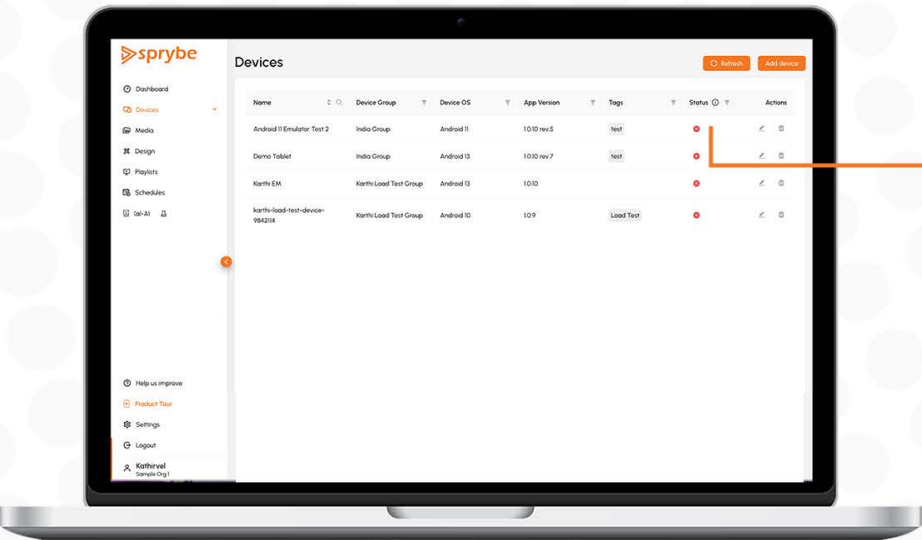 sprybe
Devices
Refresh
Add device
Dashboard
Devices
Media
Design
Playlists
Schedules
Name Device Group Device OS App Version Tags Status Actions
Android 11 Emulator Test 2 India Group Android 11 1.0.10 rev.5 test
Demo Tablet India Group Android 13 1.0.10 rev 7 test
Karthi EM Karthi Load Test Group Android 13 1.0.10
karthi-load-test-device-
9842114 Karthi Load Test Group Android 10 1.0.9 Load Test
Help us improve
Product Tour
Settings
Logout
Kathirvel
Sample Org 1